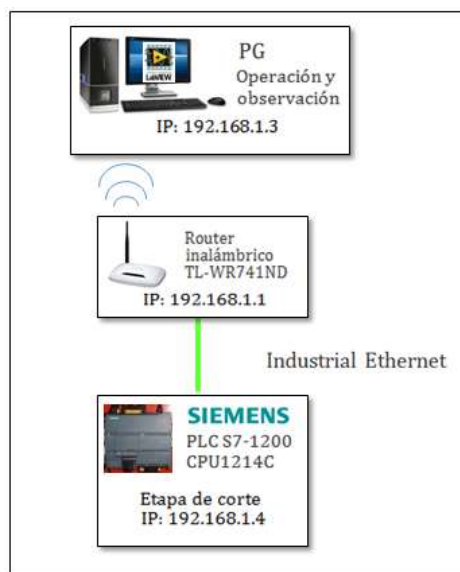 LabVIEW
PG
Operación y
observación
IP: 192.168.1.3
Router
inalámbrico
TL-WR741ND
IP: 192.168.1.1
Industrial Ethernet
SIEMENS
PLC S7-1200
CPU1214C
Etapa de corte
IP: 192.168.1.4